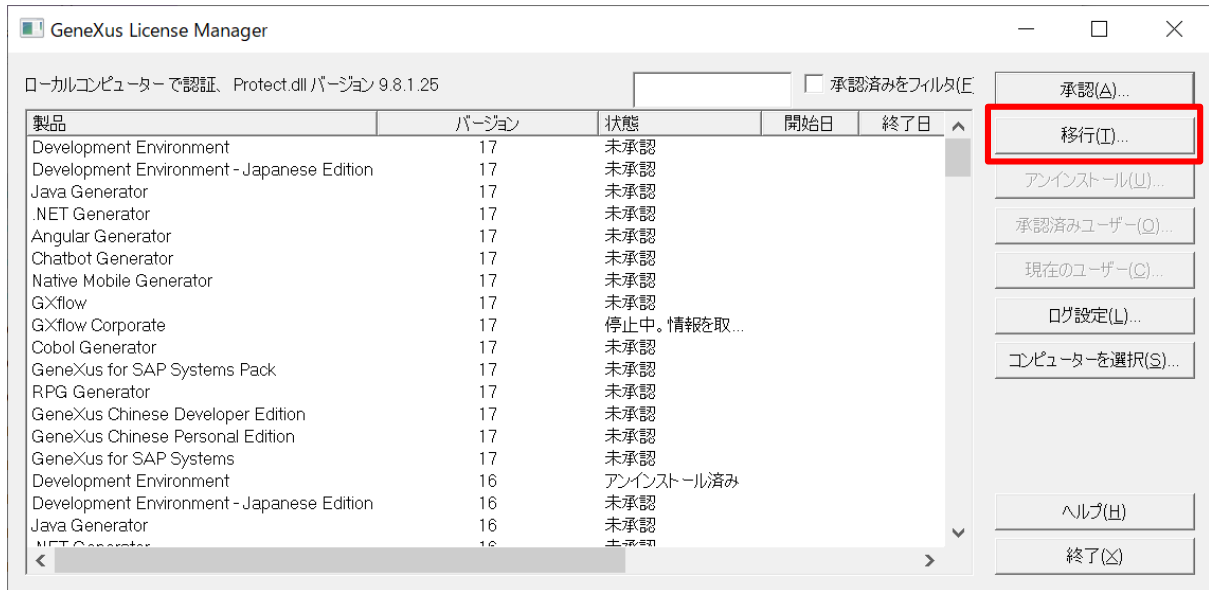 GeneXus License Manager
ローカルコンピューター で認証、 Protect.dll バージョン 9.8.1.25
承認済みをフィルタ(F
製品 バージョン 状態 開始日 終了日
Development Environment 17 未承認
Development Environment - Japanese Edition 17 未承認
Java Generator 17 未承認
.NET Generator 17 未承認
Angular Generator 17 未承認
Chatbot Generator 17 未承認
Native Mobile Generator 17 未承認
GXflow 17 未承認
GXflow Corporate 17 停止中。情報を取...
Cobol Generator 17 未承認
GeneXus for SAP Systems Pack 17 未承認
RPG Generator 17 未承認
GeneXus Chinese Developer Edition 17 未承認
GeneXus Chinese Personal Edition 17 未承認
GeneXus for SAP Systems 17 未承認
Development Environment 16 アンインストール済み
Development Environment - Japanese Edition 16 未承認
Java Generator 16 未承認
.NET Generator 16 未承認
承認(A)...
移行(T)...
アンインストール(U)...
承認済みユーザー(O)...
現在のユーザー(C)...
ログ設定(L)...
コンピューターを選択(S)...
ヘルプ(H)
終了(X)